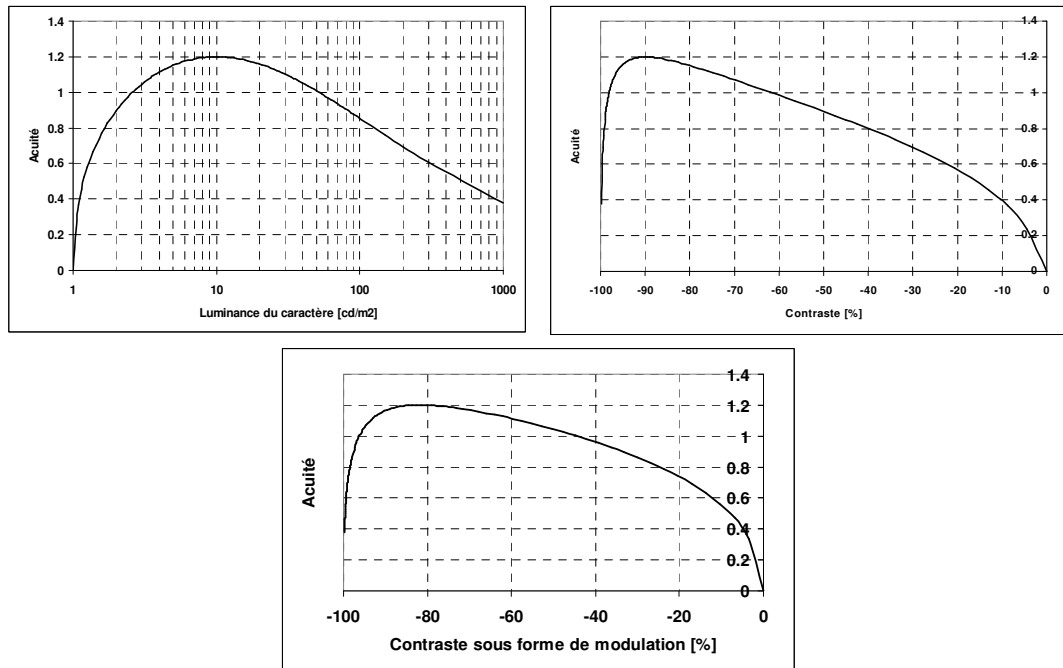 1.4
1.2
1
0.8
0.6
0.4
0.2
0
Acuité
1 10 100 1000
Luminance du caractère [cd/m2]
1.4
1.2
1
0.8
0.6
0.4
0.2
0
Acuité
-100 -90 -80 -70 -60 -50 -40 -30 -20 -10 0
Contraste [%]
1.4
1.2
1
0.8
0.6
0.4
0.2
0
Acuité
-100 -80 -60 -40 -20 0
Contraste sous forme de modulation [%]